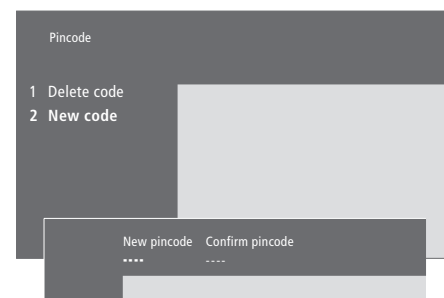 Pincode
1 Delete code
2 New code
New pincode Confirm pincode
---- ----